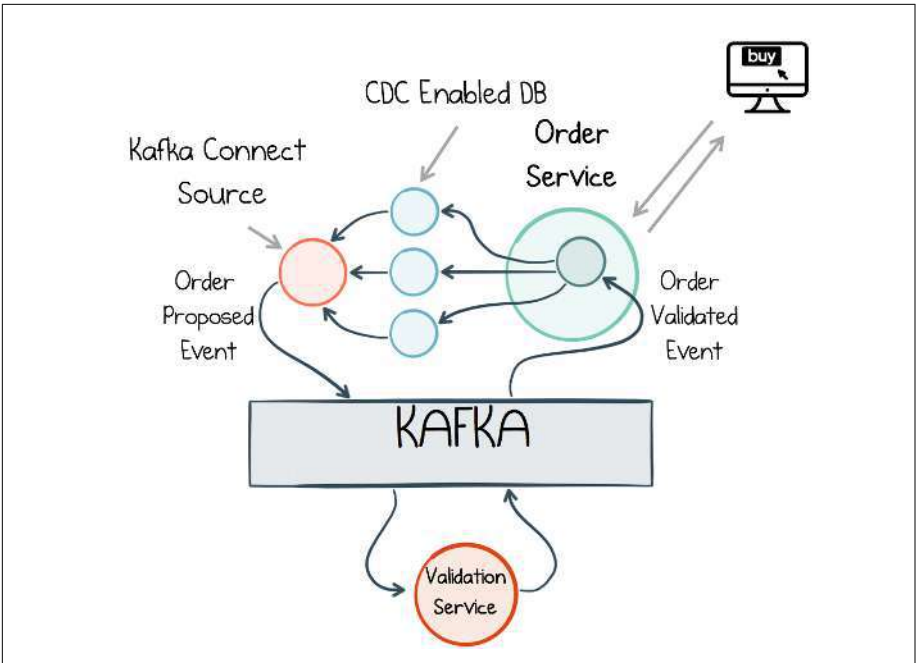 buy
CDC Enabled DB
Order
Service
Kafka Connect
Source
Order
Proposed
Event
Order
Validated
Event
KAFKA
Validation
Service